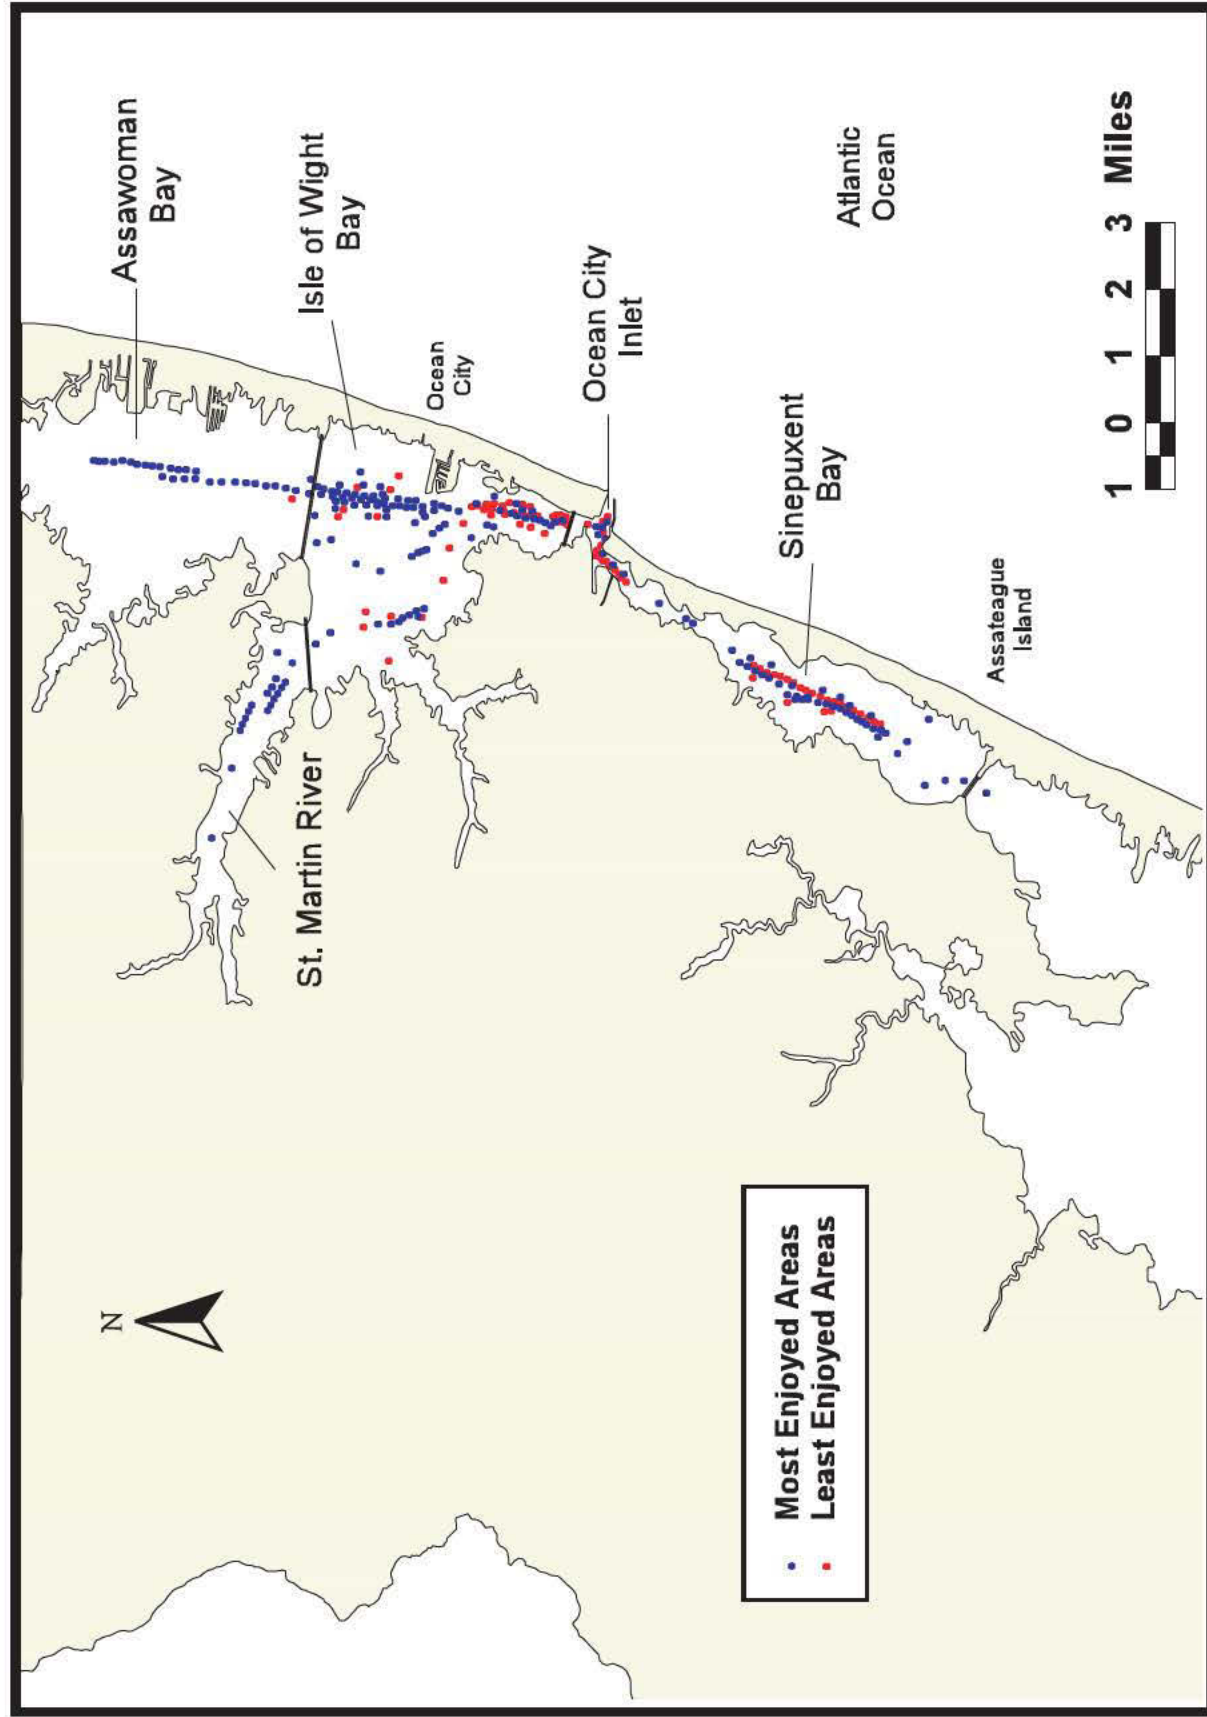 Assawoman
Bay
Isle of Wight
Bay
Ocean
City
Ocean City
Inlet
Atlantic
Ocean
St. Martin River
Sinepuxent
Bay
Assateague
Island
N
Most Enjoyed Areas
Least Enjoyed Areas
1 0 1 2 3 Miles